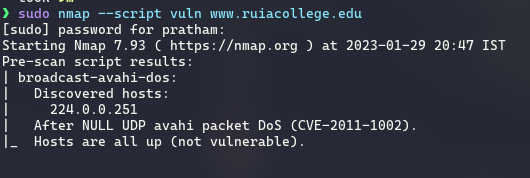 ❯ sudo nmap --script vuln www.ruiacollege.edu
[sudo] password for pratham:
Starting Nmap 7.93 ( https://nmap.org ) at 2023-01-29 20:47 IST
Pre-scan script results:
| broadcast-avahi-dos:
|   Discovered hosts:
|     224.0.0.251
|   After NULL UDP avahi packet DoS (CVE-2011-1002).
|_  Hosts are all up (not vulnerable).